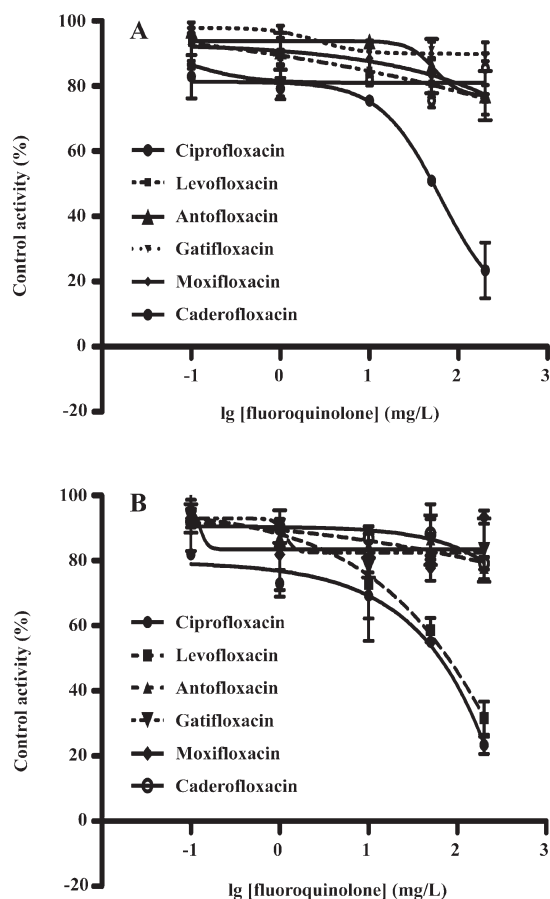 A
100
80
60
40
20
0
-20
Control activity (%)
Ciprofloxacin
Levofloxacin
Antofloxacin
Gatifloxacin
Moxifloxacin
Caderofloxacin
-1 0 1 2 3
lg [fluoroquinolone] (mg/L)
B
100
80
60
40
20
0
-20
Control activity (%)
Ciprofloxacin
Levofloxacin
Antofloxacin
Gatifloxacin
Moxifloxacin
Caderofloxacin
-1 0 1 2 3
lg [fluoroquinolone] (mg/L)